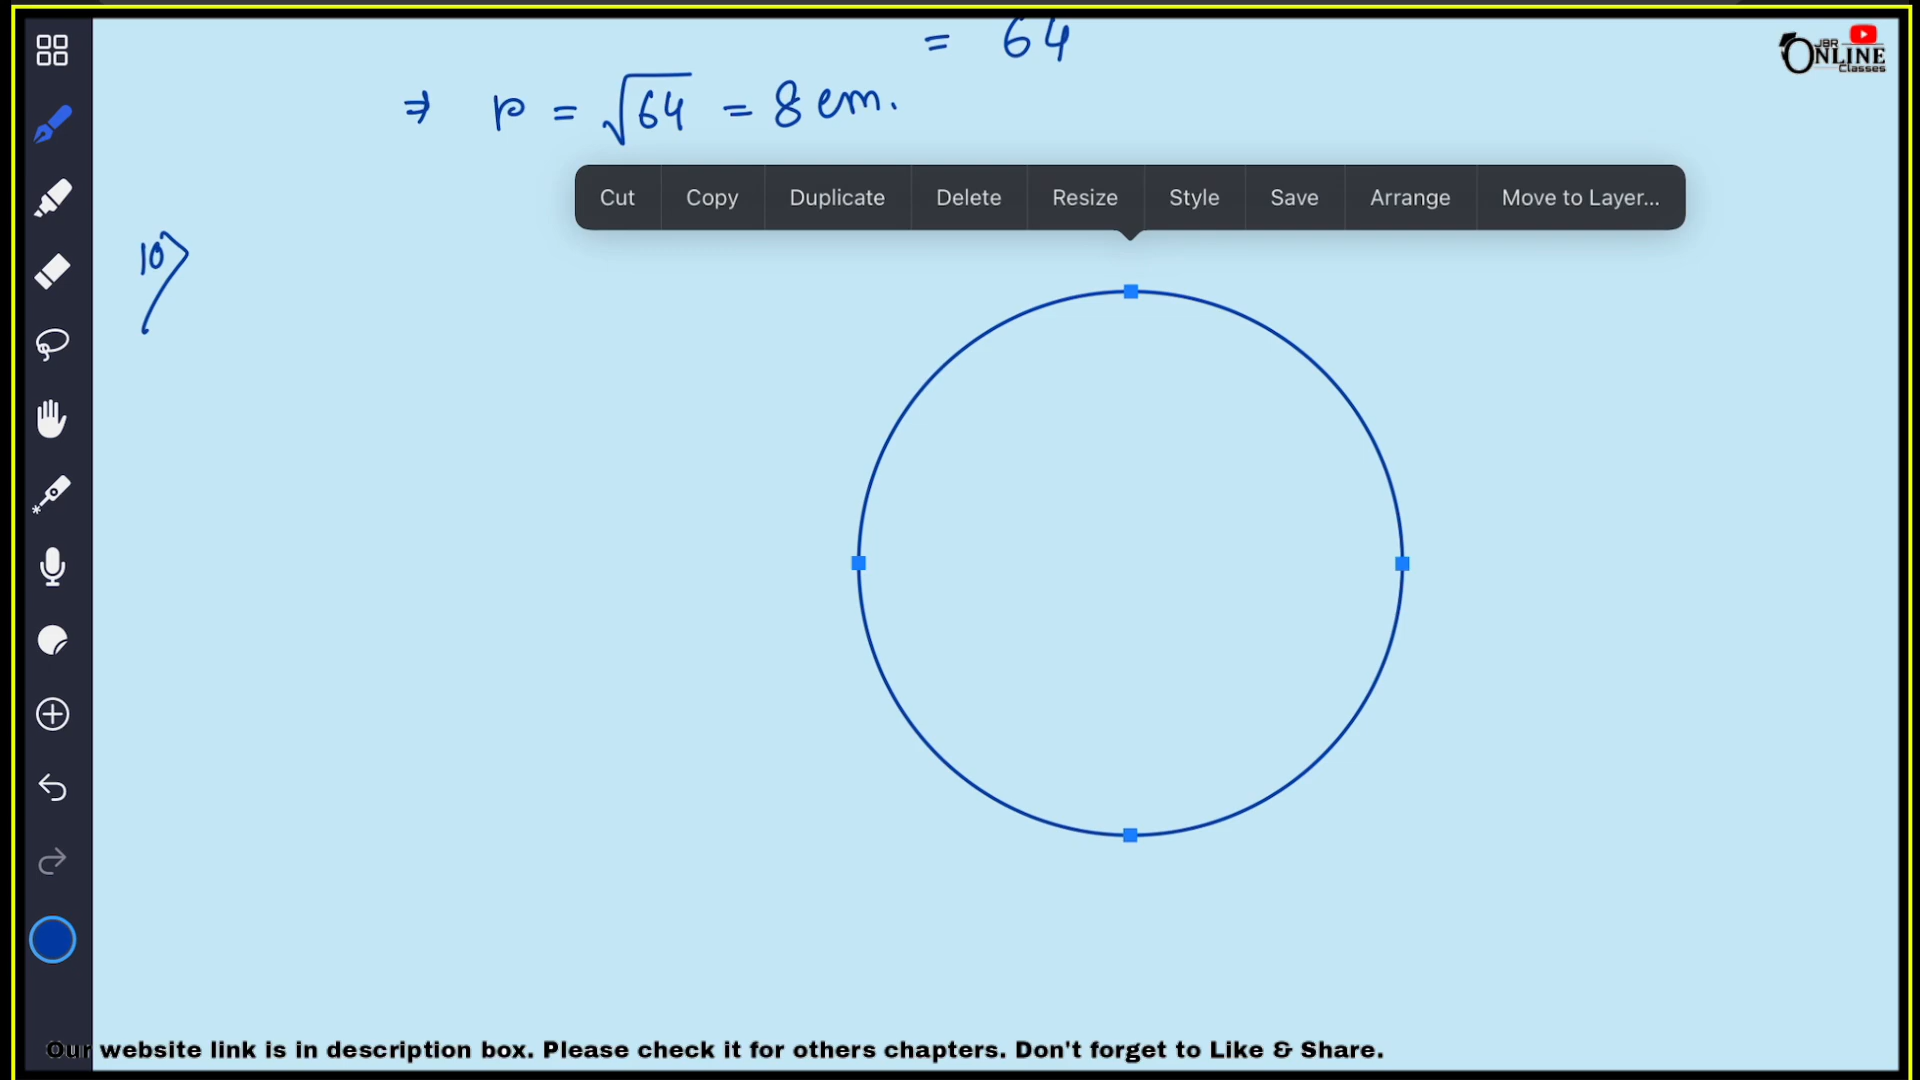 = 64
⇒ r = √64 = 8 cm.
Cut Copy Duplicate Delete Resize Style Save Arrange Move to Layer...
10
JBR
ONLINE
Classes
Our website link is in description box. Please check it for others chapters. Don't forget to Like & Share.